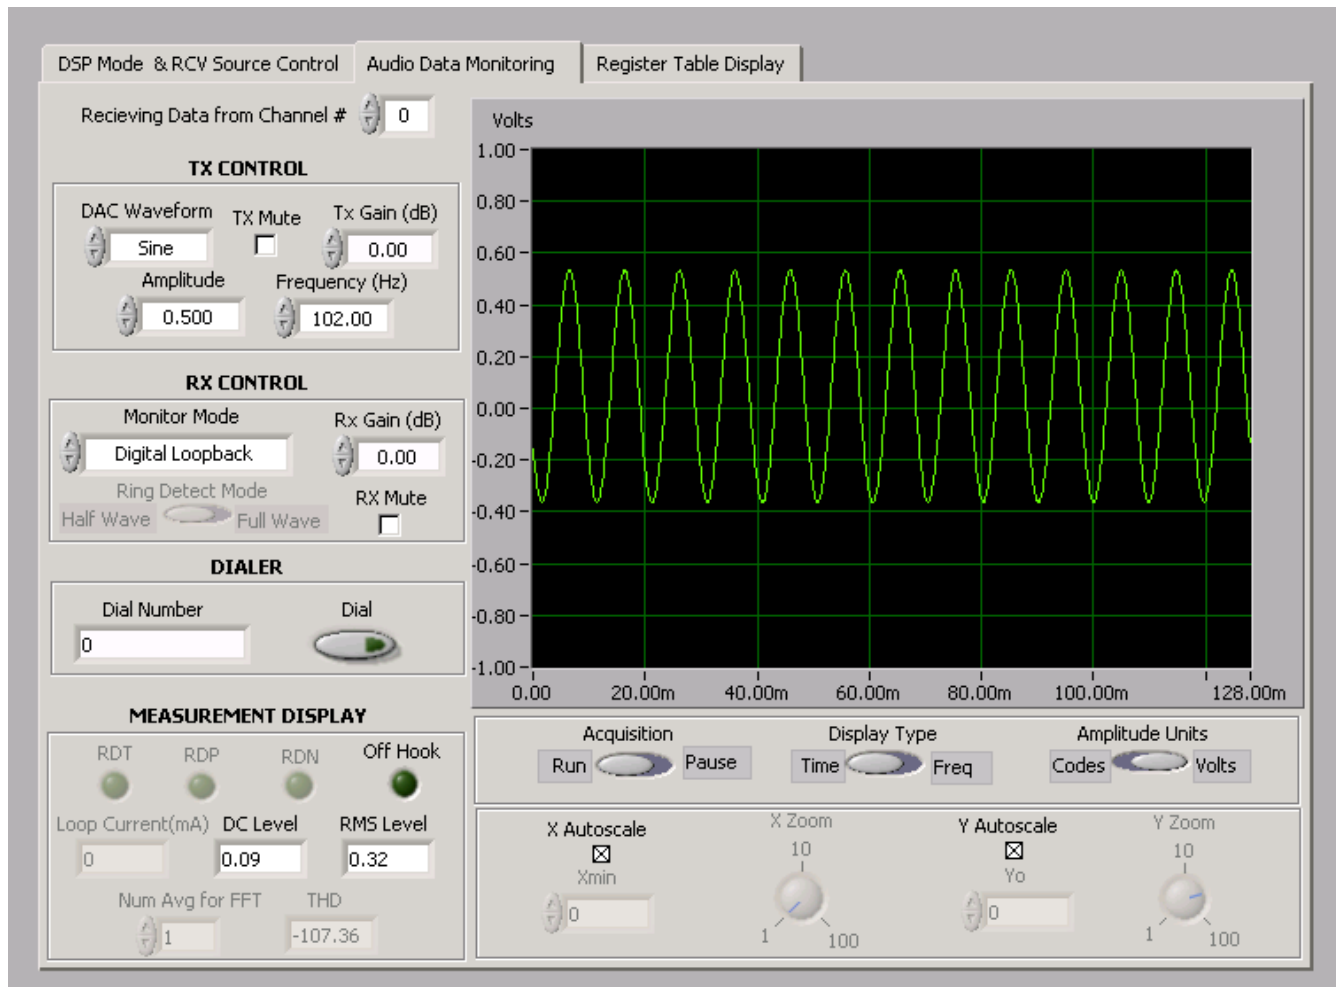 DSP Mode & RCV Source Control
Audio Data Monitoring
Register Table Display
Recieving Data from Channel #
0
TX CONTROL
DAC Waveform
TX Mute
Tx Gain (dB)
Sine
0.00
Amplitude
Frequency (Hz)
0.500
102.00
RX CONTROL
Monitor Mode
Rx Gain (dB)
Digital Loopback
0.00
Ring Detect Mode
RX Mute
Half Wave
Full Wave
DIALER
Dial Number
Dial
0
MEASUREMENT DISPLAY
RDT
RDP
RDN
Off Hook
Loop Current(mA)
DC Level
RMS Level
0
0.09
0.32
Num Avg for FFT
THD
1
-107.36
Volts
1.00
0.80
0.60
0.40
0.20
0.00
-0.20
-0.40
-0.60
-0.80
-1.00
0.00
20.00m
40.00m
60.00m
80.00m
100.00m
128.00m
Acquisition
Run
Pause
Display Type
Time
Freq
Amplitude Units
Codes
Volts
X Autoscale
Xmin
0
X Zoom
10
1
100
Y Autoscale
Yo
0
Y Zoom
10
1
100